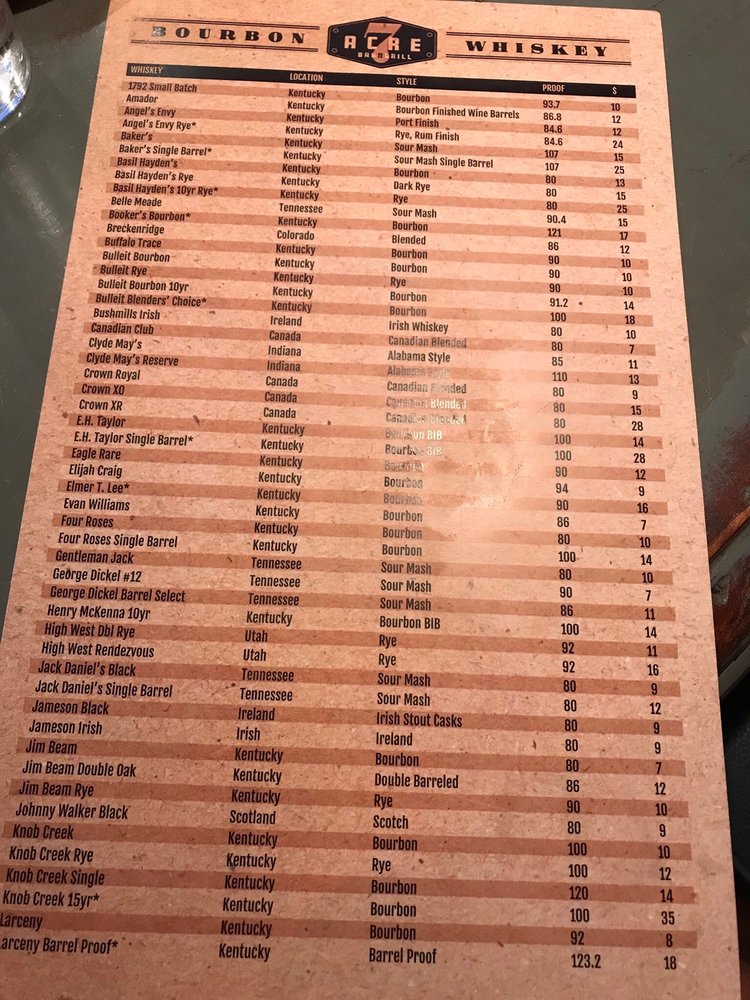 BOURBON 7 ACRE BAR N GRILL WHISKEY
WHISKEY LOCATION STYLE PROOF $
1792 Small Batch Kentucky Bourbon 93.7 10
Amador Kentucky Bourbon Finished Wine Barrels 86.8 12
Angel's Envy Kentucky Port Finish 84.6 12
Angel's Envy Rye* Kentucky Rye, Rum Finish 84.6 24
Baker's Kentucky Sour Mash 107 15
Baker's Single Barrel* Kentucky Sour Mash Single Barrel 107 25
Basil Hayden's Kentucky Bourbon 80 13
Basil Hayden's Rye Kentucky Dark Rye 80 15
Basil Hayden's 10yr Rye* Kentucky Rye 80 25
Belle Meade Tennessee Sour Mash 90.4 15
Booker's Bourbon* Kentucky Bourbon 121 17
Breckenridge Colorado Blended 86 12
Buffalo Trace Kentucky Bourbon 90 10
Bulleit Bourbon Kentucky Bourbon 90 10
Bulleit Rye Kentucky Rye 90 10
Bulleit Bourbon 10yr Kentucky Bourbon 91.2 14
Bulleit Blenders' Choice* Kentucky Bourbon 100 18
Bushmills Irish Ireland Irish Whiskey 80 10
Canadian Club Canada Canadian Blended 80 7
Clyde May's Indiana Alabama Style 85 11
Clyde May's Reserve Indiana Alabama Style 110 13
Crown Royal Canada Canadian Blended 80 9
Crown XO Canada Canadian Blended 80 15
Crown XR Canada Canadian Blended 80 28
E.H. Taylor Kentucky Bourbon BIB 100 14
E.H. Taylor Single Barrel* Kentucky Bourbon BIB 100 28
Eagle Rare Kentucky Bourbon 90 12
Elijah Craig Kentucky Bourbon 94 9
Elmer T. Lee* Kentucky Bourbon 90 16
Evan Williams Kentucky Bourbon 86 7
Four Roses Kentucky Bourbon 80 10
Four Roses Single Barrel Kentucky Bourbon 100 14
Gentleman Jack Tennessee Sour Mash 80 10
George Dickel #12 Tennessee Sour Mash 90 7
George Dickel Barrel Select Tennessee Sour Mash 86 11
Henry McKenna 10yr Kentucky Bourbon BIB 100 14
High West Dbl Rye Utah Rye 92 11
High West Rendezvous Utah Rye 92 16
Jack Daniel's Black Tennessee Sour Mash 80 9
Jack Daniel's Single Barrel Tennessee Sour Mash 80 12
Jameson Black Ireland Irish Stout Casks 80 9
Jameson Irish Irish Ireland 80 9
Jim Beam Kentucky Bourbon 80 7
Jim Beam Double Oak Kentucky Double Barreled 86 12
Jim Beam Rye Kentucky Rye 90 10
Johnny Walker Black Scotland Scotch 80 9
Knob Creek Kentucky Bourbon 100 10
Knob Creek Rye Kentucky Rye 100 12
Knob Creek Single Kentucky Bourbon 120 14
Knob Creek 15yr* Kentucky Bourbon 100 35
Larceny Kentucky Bourbon 92 8
Larceny Barrel Proof* Kentucky Barrel Proof 123.2 18